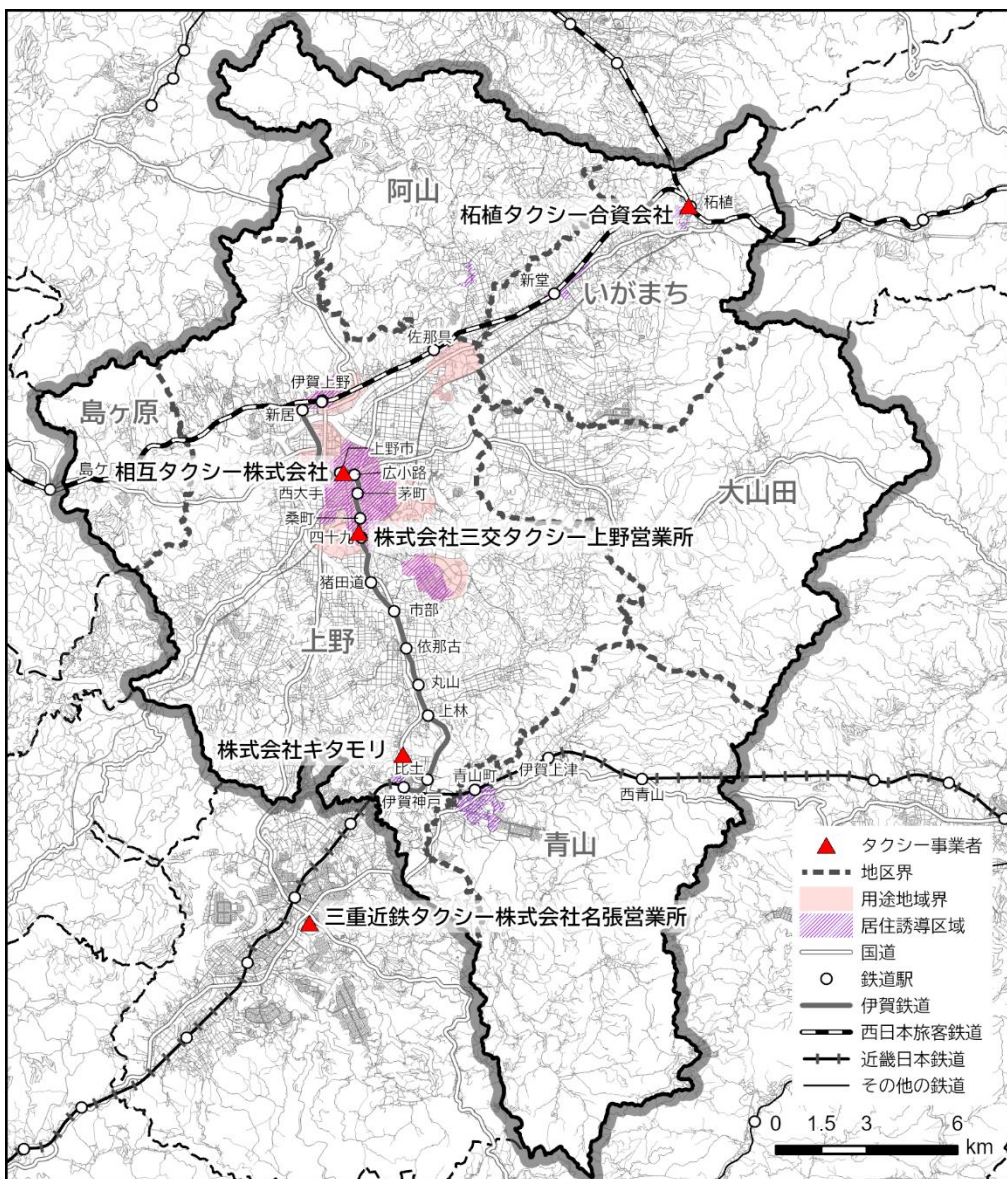 阿山
柘植タクシー合資会社
柘植
新堂
いがまち
佐那具
伊賀上野
島ヶ原
新居
上野市
相互タクシー株式会社
広小路
島ヶ
西大手
茅町
大山田
桑町
四十九
株式会社三交タクシー上野営業所
猪田道
市部
上野
依那古
丸山
上林
株式会社キタモリ
比土
青山町
伊賀上津
伊賀神戸
西青山
青山
三重近鉄タクシー株式会社名張営業所
タクシー事業者
地区界
用途地域界
居住誘導区域
国道
鉄道駅
伊賀鉄道
西日本旅客鉄道
近畿日本鉄道
その他の鉄道
0 1.5 3 6
km